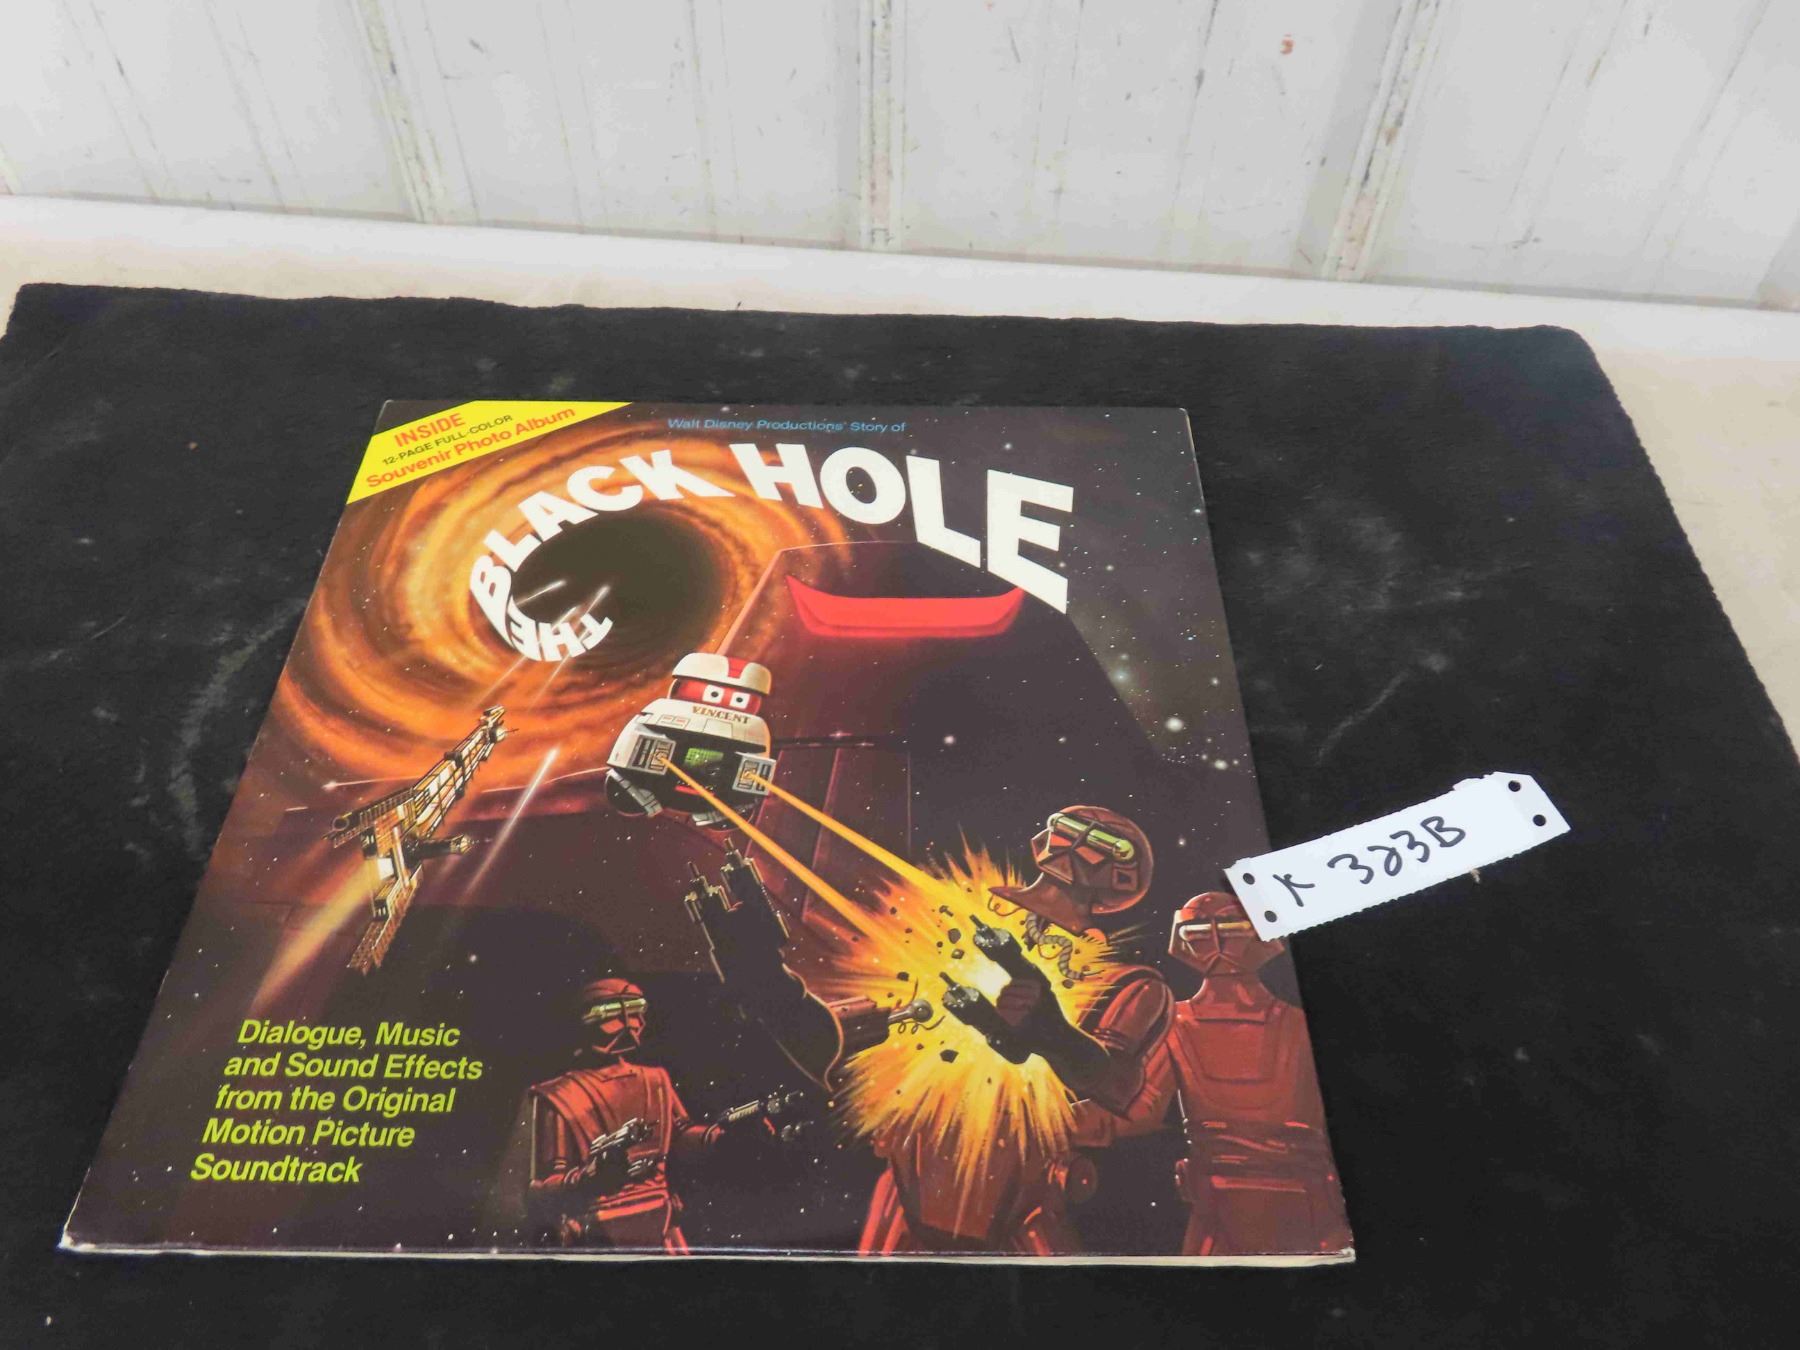 INSIDE
12-PAGE FULL-COLOR
Souvenir Photo Album
Walt Disney Productions' Story of
THE BLACK HOLE
V.I.N.CENT
K 323B
Dialogue, Music
and Sound Effects
from the Original
Motion Picture
Soundtrack